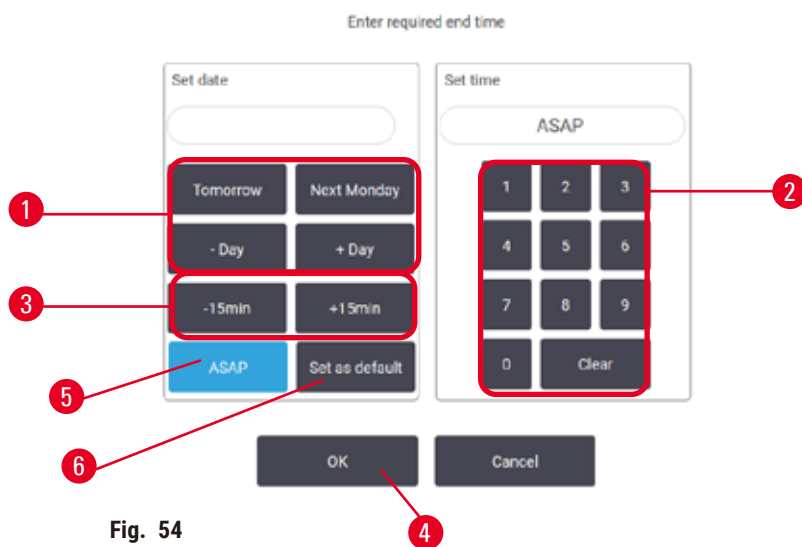 Enter required end time
Set date
Set time
ASAP
Tomorrow Next Monday
1 2 3
1
2
- Day + Day
4 5 6
3
-15min +15min
7 8 9
ASAP Set as default
0 Clear
5
6
OK Cancel
4
Fig. 54